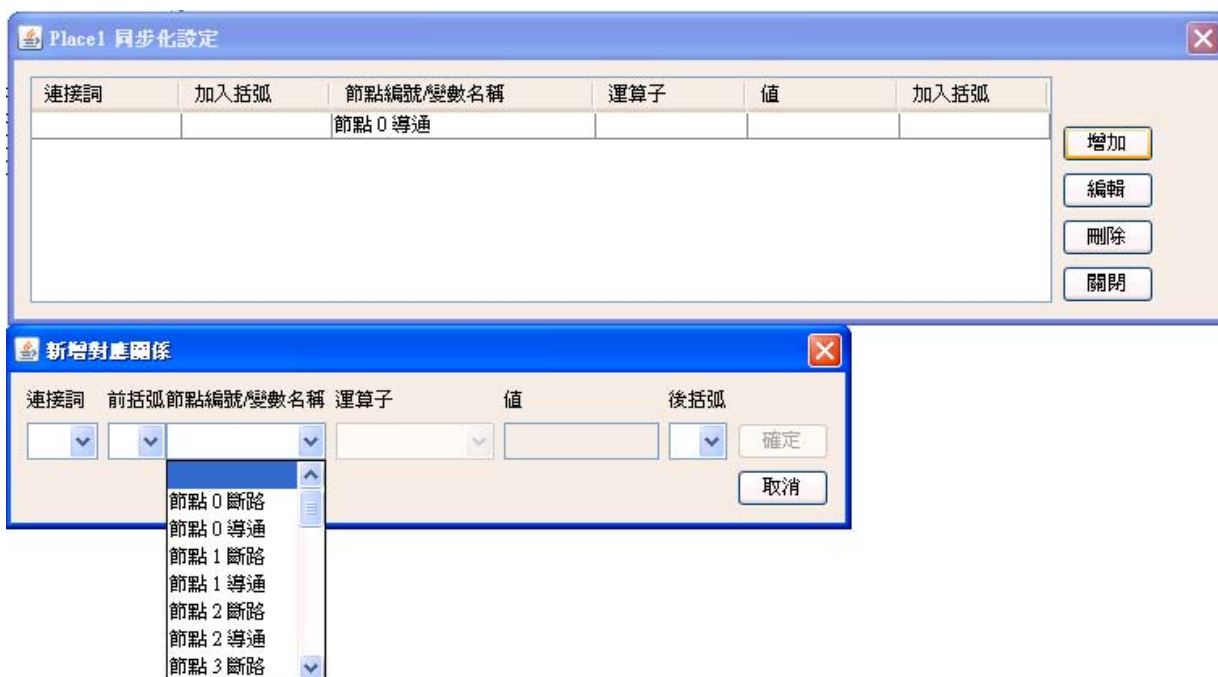 Place1 同步化設定
連接詞 加入括弧 節點編號/變數名稱 運算子 值 加入括弧
節點 0 導通
增加
編輯
刪除
關閉
新增對應關係
連接詞 前括弧 節點編號/變數名稱 運算子 值 後括弧
確定
取消
節點 0 斷路
節點 0 導通
節點 1 斷路
節點 1 導通
節點 2 斷路
節點 2 導通
節點 3 斷路